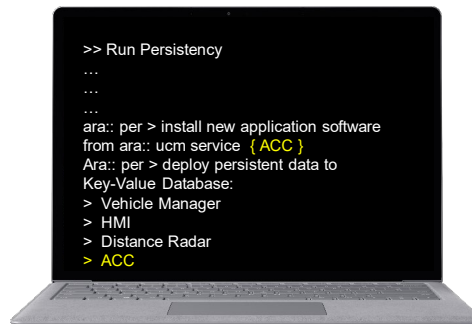 >> Run Persistency
…
…
…
ara:: per > install new application software
from ara:: ucm service { ACC }
Ara:: per > deploy persistent data to
Key-Value Database:
> Vehicle Manager
> HMI
> Distance Radar
> ACC